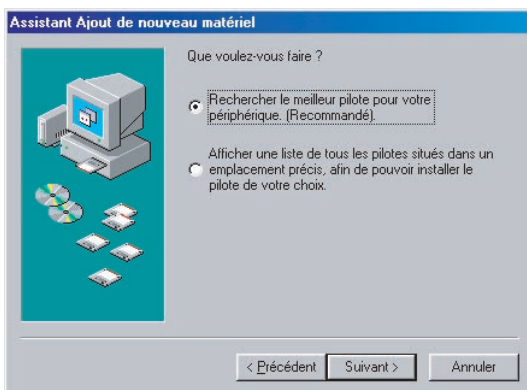 Assistant Ajout de nouveau matériel
Que voulez-vous faire ?
Rechercher le meilleur pilote pour votre
périphérique. (Recommandé).
Afficher une liste de tous les pilotes situés dans un
emplacement précis, afin de pouvoir installer le
pilote de votre choix.
< Précédent
Suivant >
Annuler